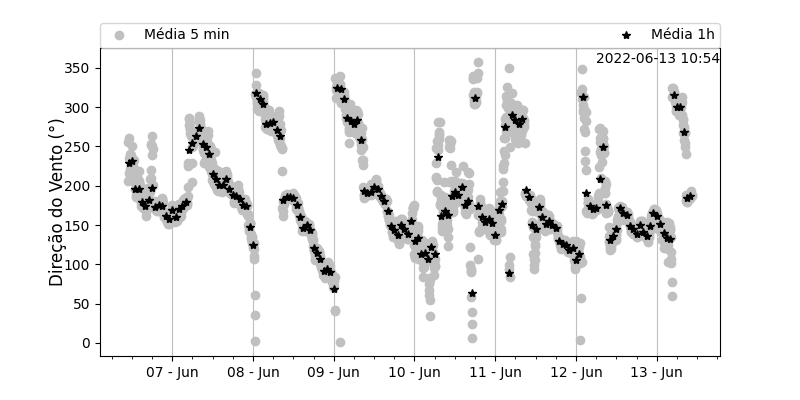 Média 5 min
Média 1h
2022-06-13 10:54
Direção do Vento (°)
350
300
250
200
150
100
50
0
07 - Jun
08 - Jun
09 - Jun
10 - Jun
11 - Jun
12 - Jun
13 - Jun